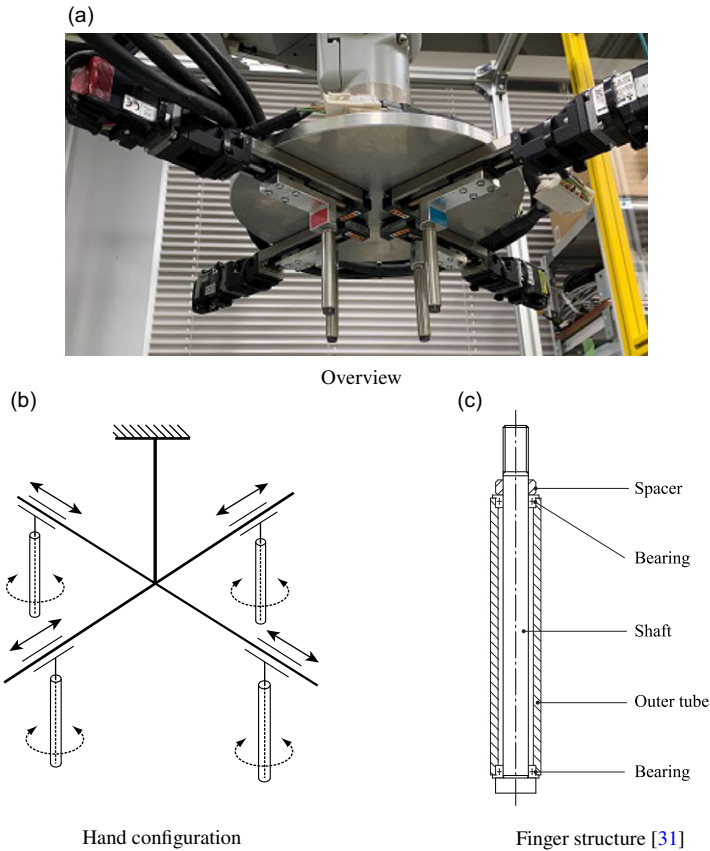 (a)
Overview
(b)
(c)
Spacer
Bearing
Shaft
Outer tube
Bearing
Hand configuration
Finger structure [31]